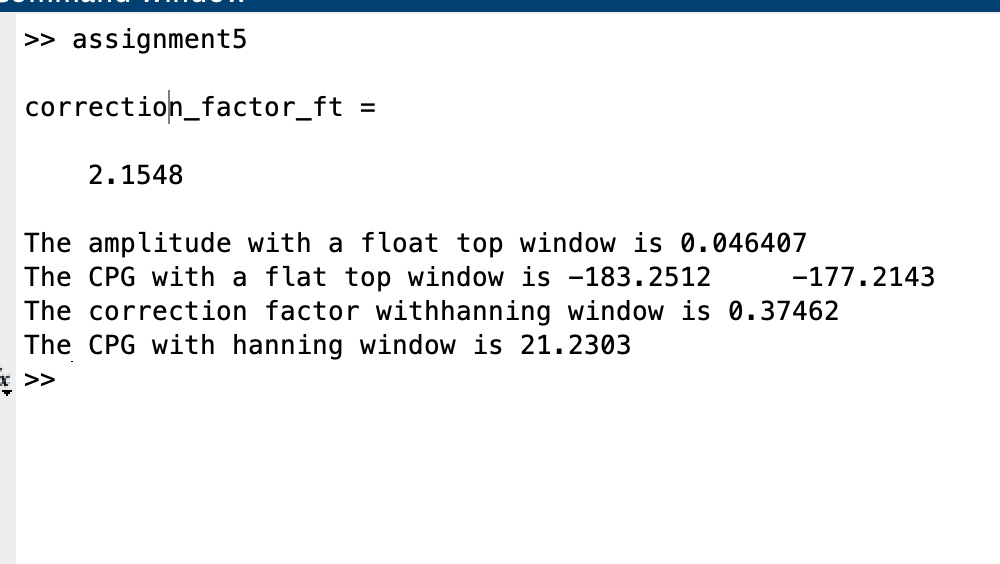 >> assignment5
correction_factor_ft =
2.1548
The amplitude with a float top window is 0.046407
The CPG with a flat top window is -183.2512     -177.2143
The correction factor withhanning window is 0.37462
The CPG with hanning window is 21.2303
>>